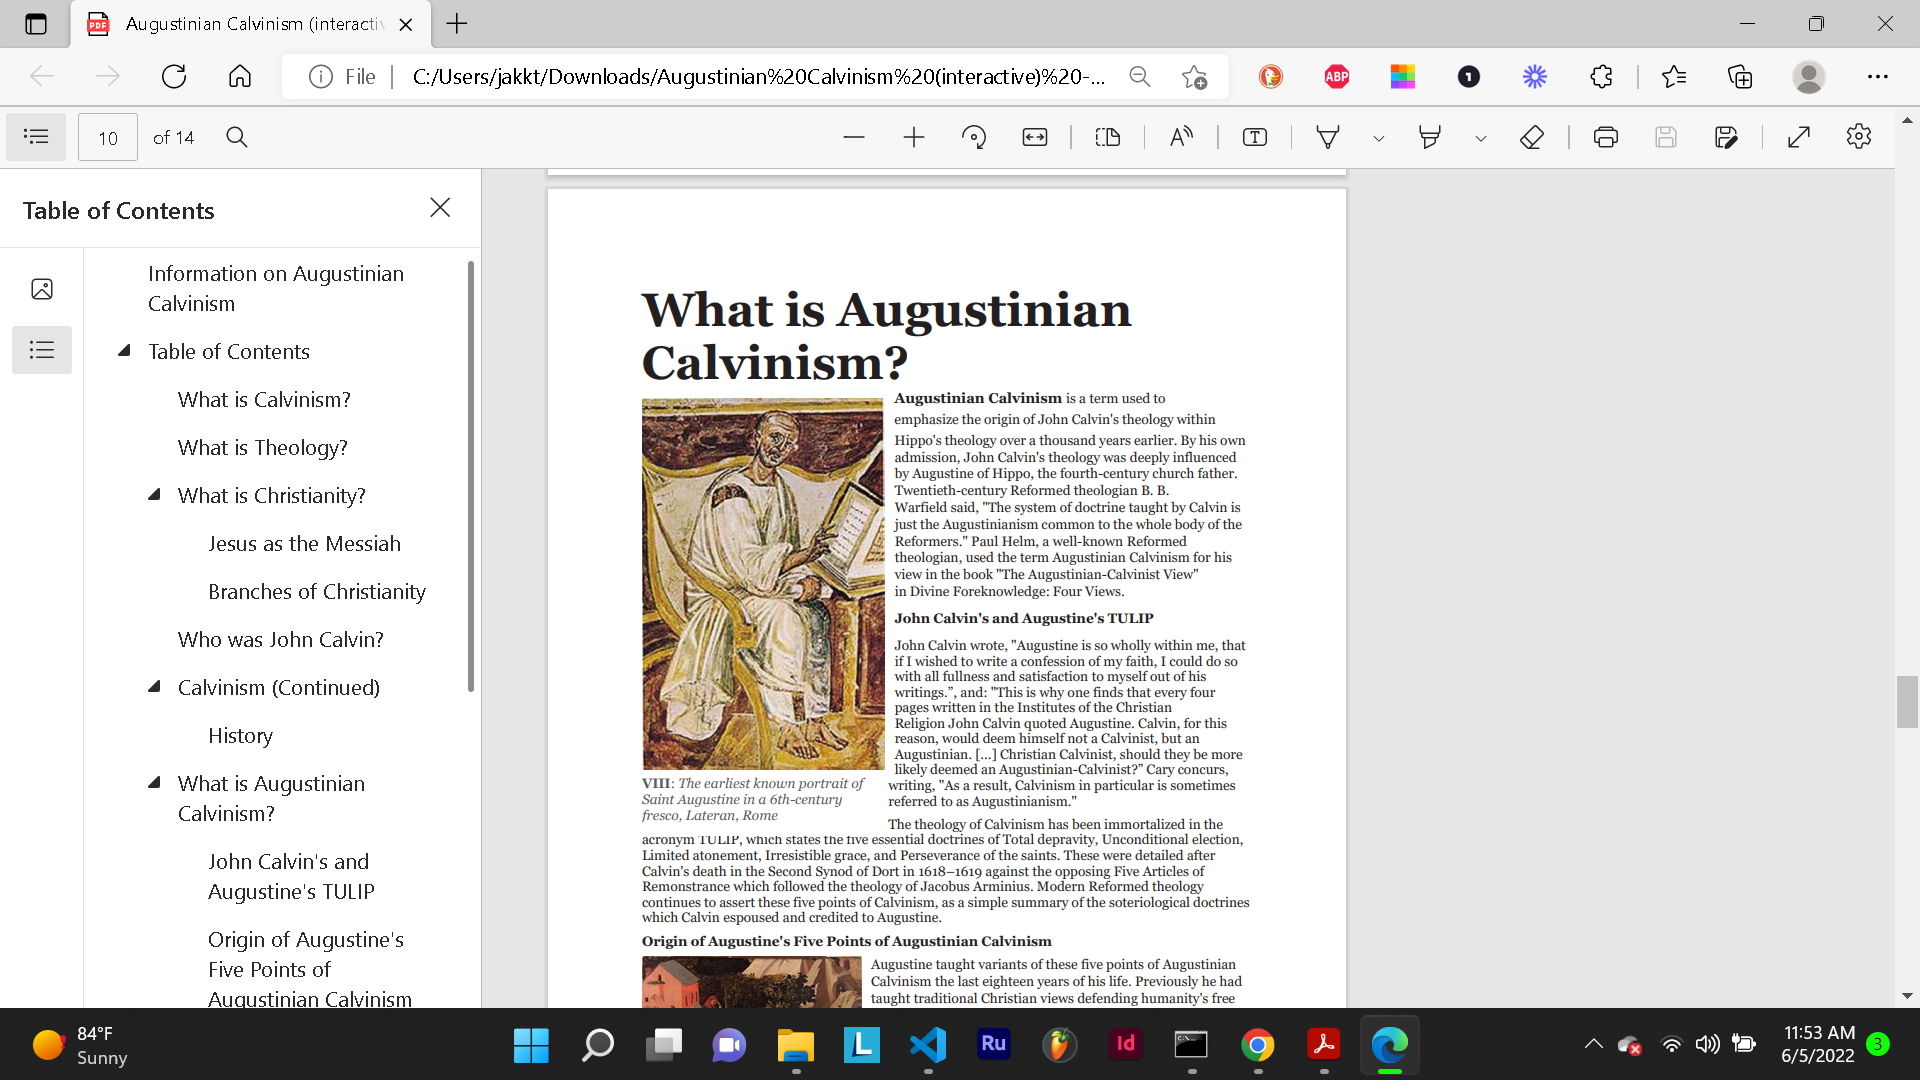 Augustinian Calvinism (interactiv
File
C:/Users/jakkt/Downloads/Augustinian%20Calvinism%20(interactive)%20-...
ABP
1
10
of 14
Table of Contents
Information on Augustinian
Calvinism
Table of Contents
What is Calvinism?
What is Theology?
What is Christianity?
Jesus as the Messiah
Branches of Christianity
Who was John Calvin?
Calvinism (Continued)
History
What is Augustinian
Calvinism?
John Calvin's and
Augustine's TULIP
Origin of Augustine's
Five Points of
Augustinian Calvinism
What is Augustinian
Calvinism?
Augustinian Calvinism is a term used to
emphasize the origin of John Calvin's theology within
Hippo's theology over a thousand years earlier. By his own
admission, John Calvin's theology was deeply influenced
by Augustine of Hippo, the fourth-century church father.
Twentieth-century Reformed theologian B. B.
Warfield said, "The system of doctrine taught by Calvin is
just the Augustinianism common to the whole body of the
Reformers." Paul Helm, a well-known Reformed
theologian, used the term Augustinian Calvinism for his
view in the book "The Augustinian-Calvinist View"
in Divine Foreknowledge: Four Views.
John Calvin's and Augustine's TULIP
John Calvin wrote, "Augustine is so wholly within me, that
if I wished to write a confession of my faith, I could do so
with all fullness and satisfaction to myself out of his
writings.”, and: "This is why one finds that every four
pages written in the Institutes of the Christian
Religion John Calvin quoted Augustine. Calvin, for this
reason, would deem himself not a Calvinist, but an
Augustinian. [...] Christian Calvinist, should they be more
likely deemed an Augustinian-Calvinist?” Cary concurs,
writing, "As a result, Calvinism in particular is sometimes
referred to as Augustinianism."
VIII: The earliest known portrait of
Saint Augustine in a 6th-century
fresco, Lateran, Rome
The theology of Calvinism has been immortalized in the
acronym TULIP, which states the five essential doctrines of Total depravity, Unconditional election,
Limited atonement, Irresistible grace, and Perseverance of the saints. These were detailed after
Calvin's death in the Second Synod of Dort in 1618–1619 against the opposing Five Articles of
Remonstrance which followed the theology of Jacobus Arminius. Modern Reformed theology
continues to assert these five points of Calvinism, as a simple summary of the soteriological doctrines
which Calvin espoused and credited to Augustine.
Origin of Augustine's Five Points of Augustinian Calvinism
Augustine taught variants of these five points of Augustinian
Calvinism the last eighteen years of his life. Previously he had
taught traditional Christian views defending humanity's free
84°F
Sunny
L
Ru
Id
11:53 AM
6/5/2022
3